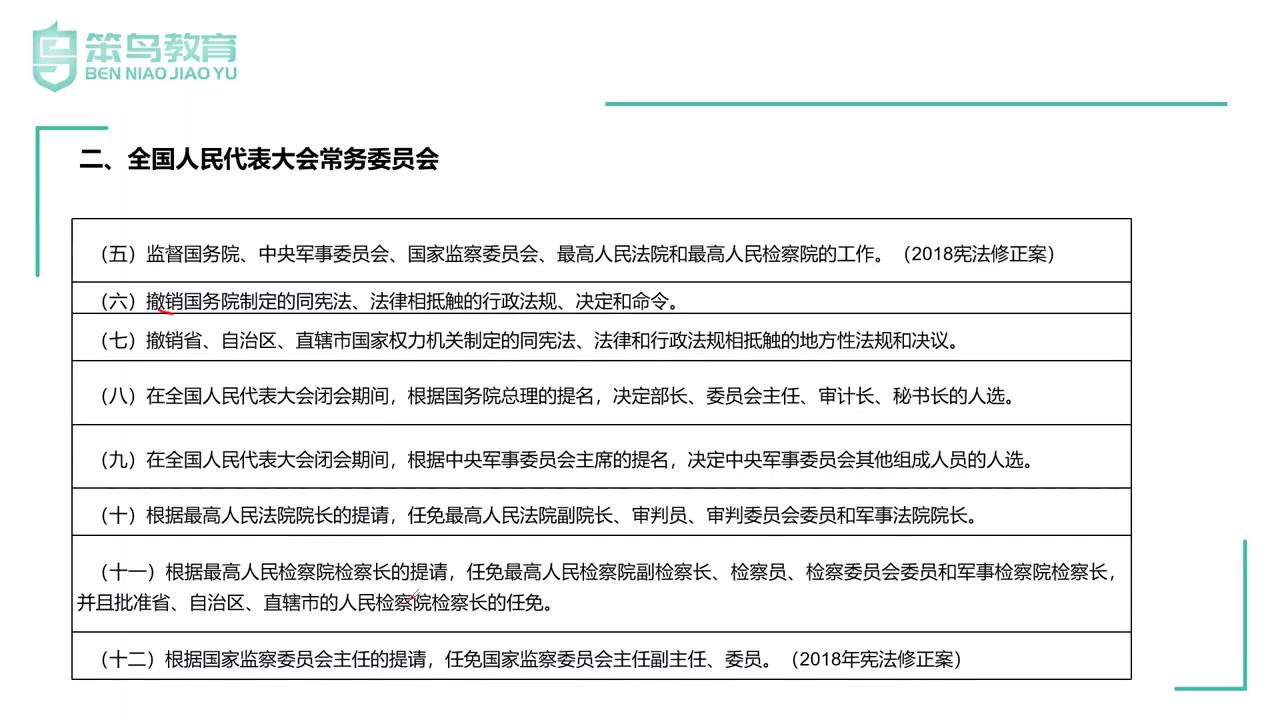 笨鸟教育
BEN NIAO JIAO YU
二、全国人民代表大会常务委员会
（五）监督国务院、中央军事委员会、国家监察委员会、最高人民法院和最高人民检察院的工作。（2018宪法修正案）
（六）撤销国务院制定的同宪法、法律相抵触的行政法规、决定和命令。
（七）撤销省、自治区、直辖市国家权力机关制定的同宪法、法律和行政法规相抵触的地方性法规和决议。
（八）在全国人民代表大会闭会期间，根据国务院总理的提名，决定部长、委员会主任、审计长、秘书长的人选。
（九）在全国人民代表大会闭会期间，根据中央军事委员会主席的提名，决定中央军事委员会其他组成人员的人选。
（十）根据最高人民法院院长的提请，任免最高人民法院副院长、审判员、审判委员会委员和军事法院院长。
（十一）根据最高人民检察院检察长的提请，任免最高人民检察院副检察长、检察员、检察委员会委员和军事检察院检察长，
并且批准省、自治区、直辖市的人民检察院检察长的任免。
（十二）根据国家监察委员会主任的提请，任免国家监察委员会主任副主任、委员。（2018年宪法修正案）